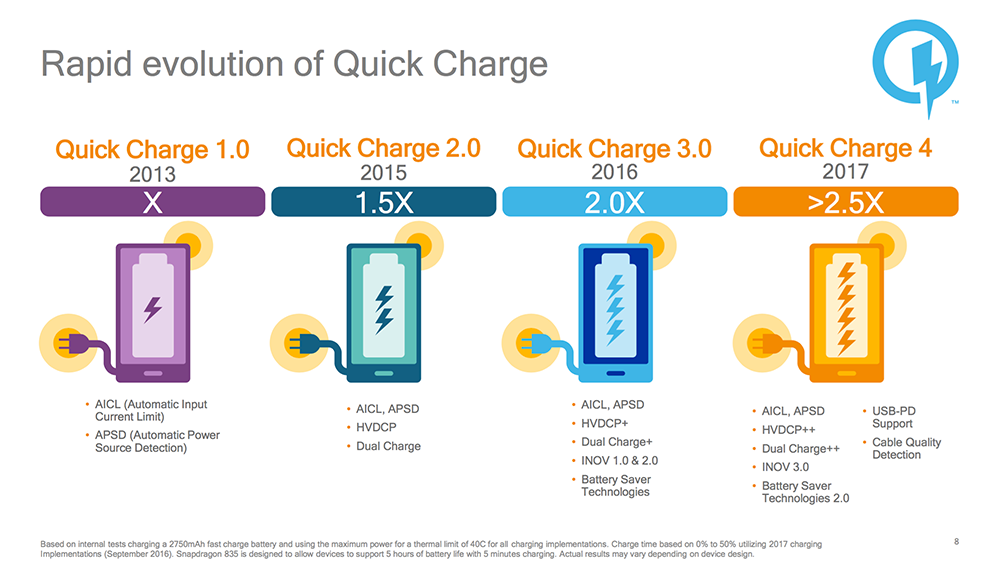 Rapid evolution of Quick Charge
TM
Quick Charge 1.0
2013
X
• AICL (Automatic Input
Current Limit)
• APSD (Automatic Power
Source Detection)
Quick Charge 2.0
2015
1.5X
• AICL, APSD
• HVDCP
• Dual Charge
Quick Charge 3.0
2016
2.0X
• AICL, APSD
• HVDCP+
• Dual Charge+
• INOV 1.0 & 2.0
• Battery Saver
Technologies
Quick Charge 4
2017
>2.5X
• AICL, APSD
• HVDCP++
• Dual Charge++
• INOV 3.0
• Battery Saver
Technologies 2.0
• USB-PD
Support
• Cable Quality
Detection
Based on internal tests charging a 2750mAh fast charge battery and using the maximum power for a thermal limit of 40C for all charging implementations. Charge time based on 0% to 50% utilizing 2017 charging
Implementations (September 2016). Snapdragon 835 is designed to allow devices to support 5 hours of battery life with 5 minutes charging. Actual results may vary depending on device design.
8